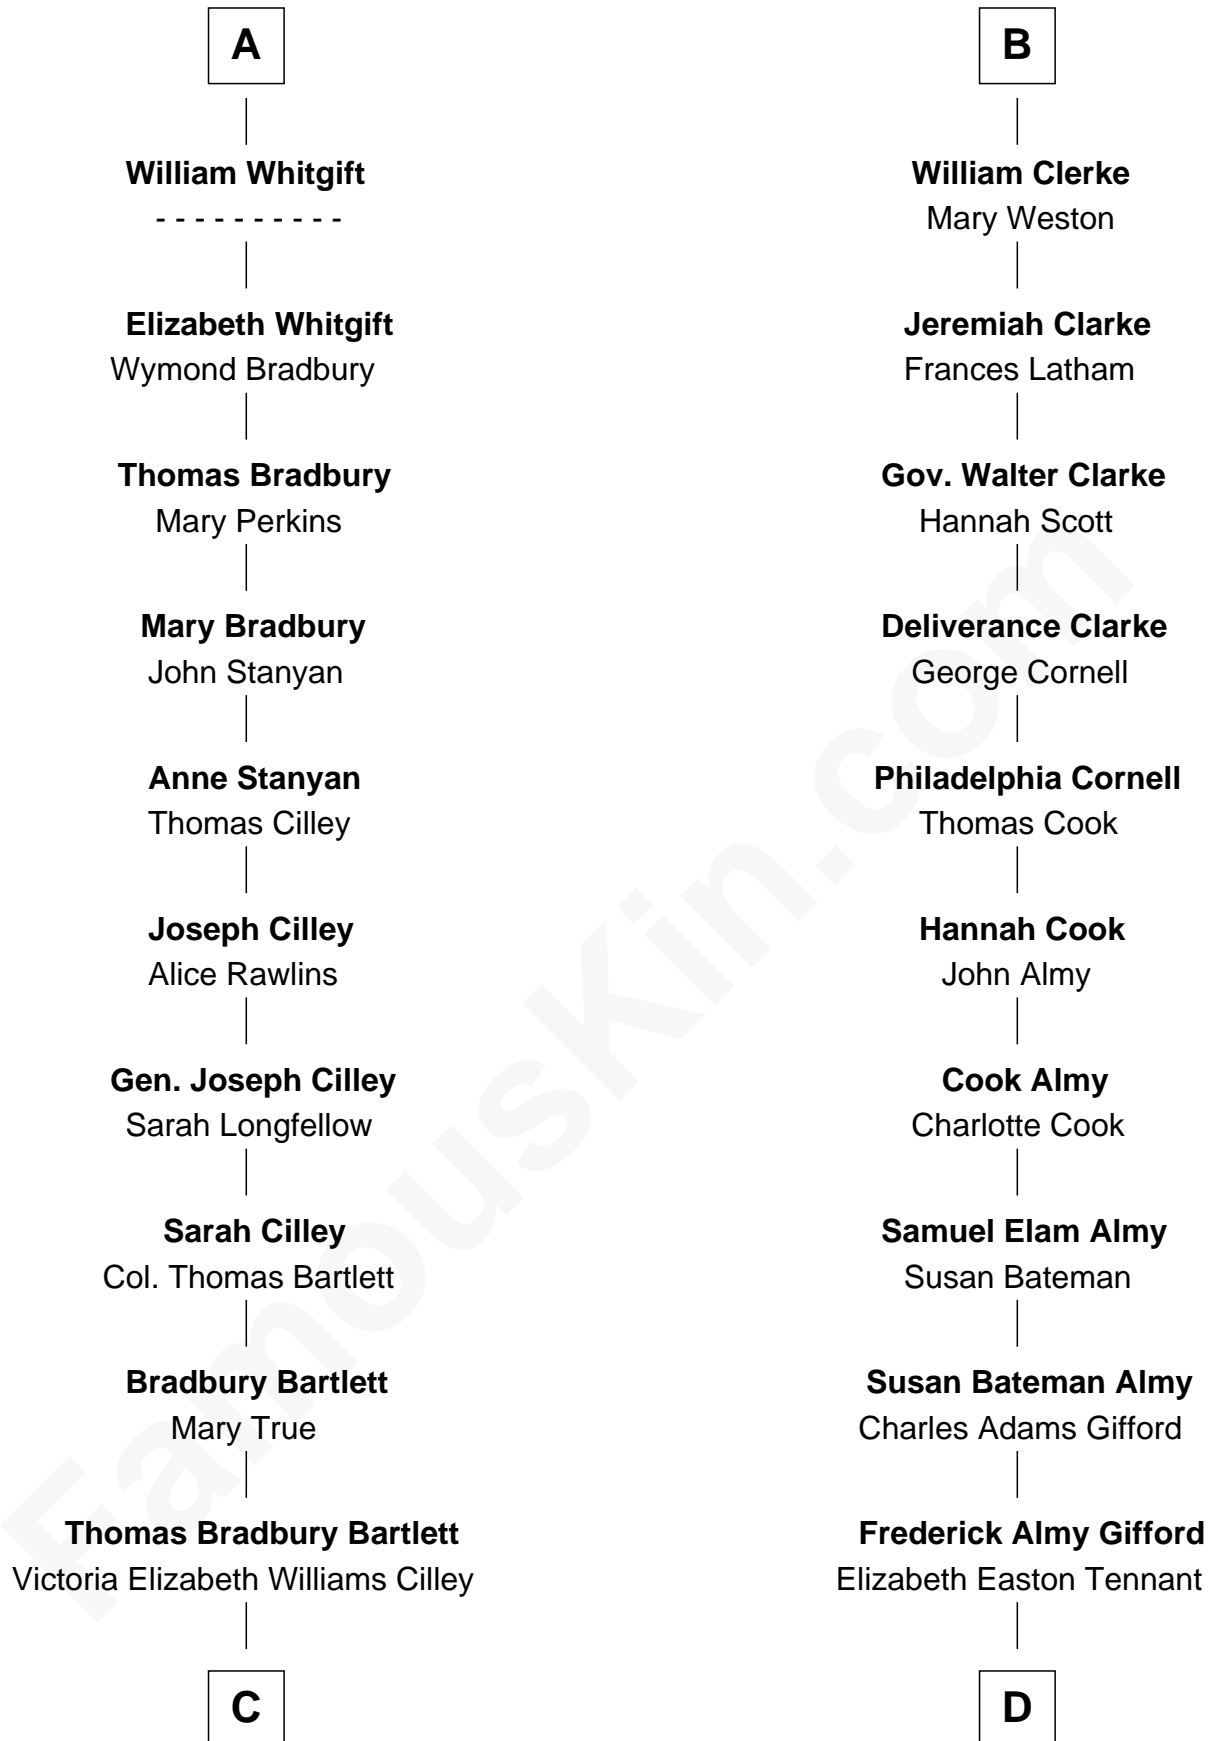 A
William Whitgift
- - - - - - - - - -
Elizabeth Whitgift
Wymond Bradbury
Thomas Bradbury
Mary Perkins
Mary Bradbury
John Stanyan
Anne Stanyan
Thomas Cilley
Joseph Cilley
Alice Rawlins
Gen. Joseph Cilley
Sarah Longfellow
Sarah Cilley
Col. Thomas Bartlett
Bradbury Bartlett
Mary True
Thomas Bradbury Bartlett
Victoria Elizabeth Williams Cilley
C
B
William Clerke
Mary Weston
Jeremiah Clarke
Frances Latham
Gov. Walter Clarke
Hannah Scott
Deliverance Clarke
George Cornell
Philadelphia Cornell
Thomas Cook
Hannah Cook
John Almy
Cook Almy
Charlotte Cook
Samuel Elam Almy
Susan Bateman
Susan Bateman Almy
Charles Adams Gifford
Frederick Almy Gifford
Elizabeth Easton Tennant
D
FamousKin.com